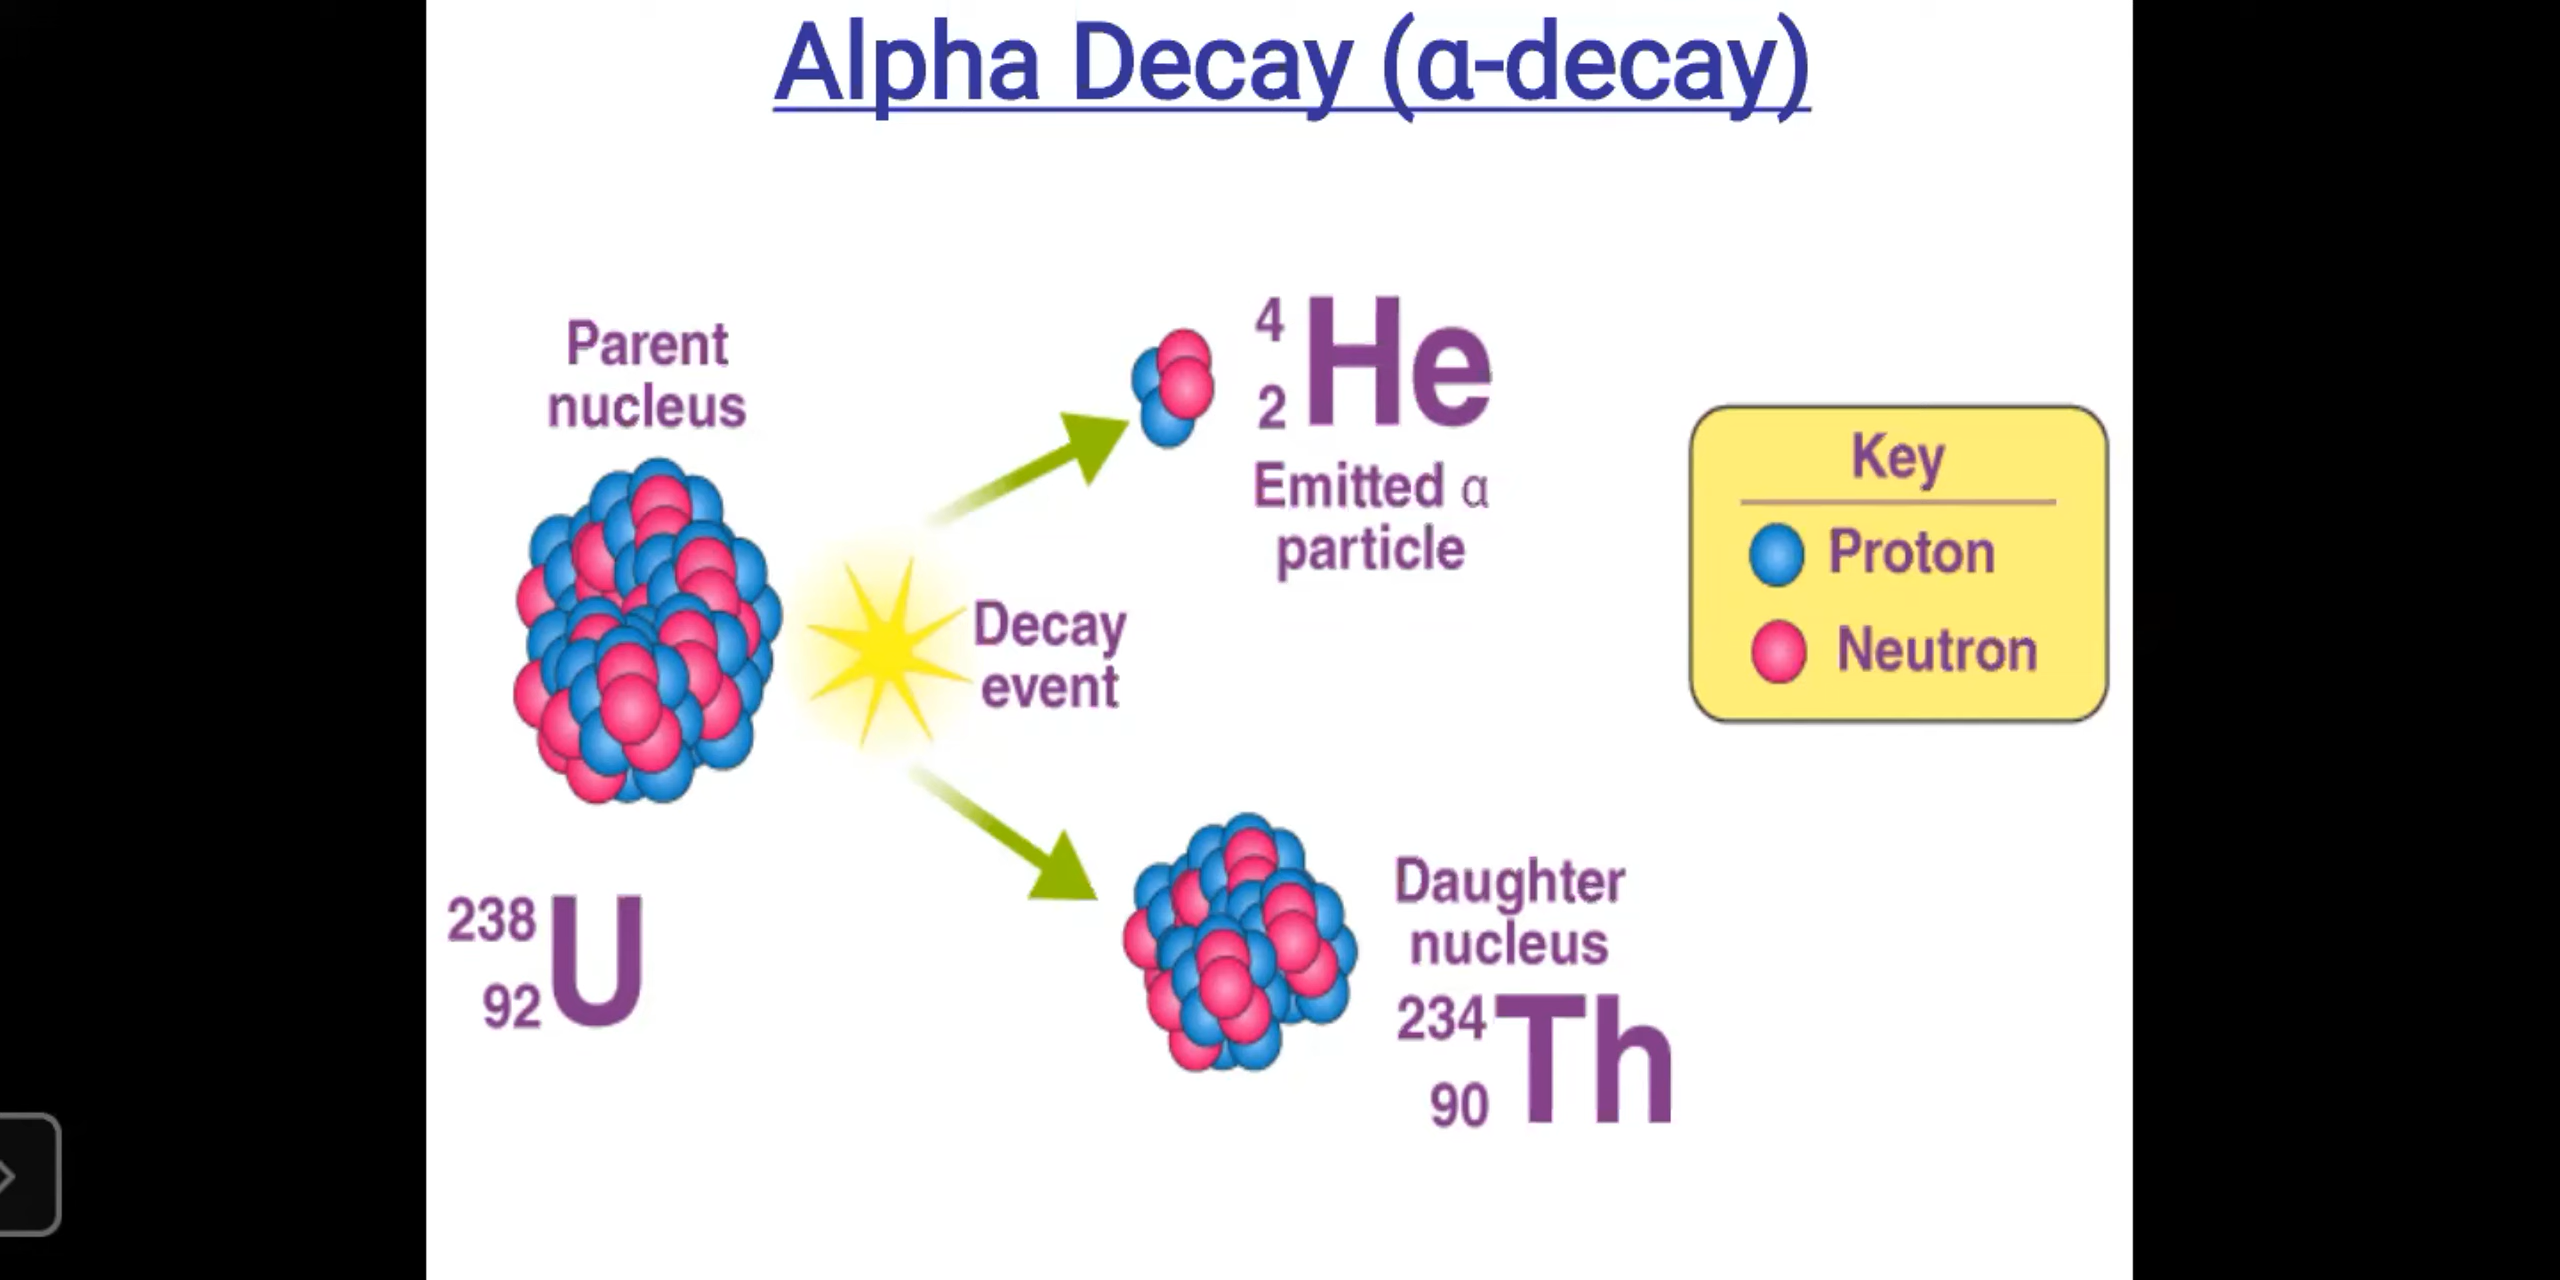 Alpha Decay (α-decay)
Parent
nucleus
4
2 He
Emitted α
particle
Key
Proton
Neutron
Decay
event
238
92 U
Daughter
nucleus
234
90 Th